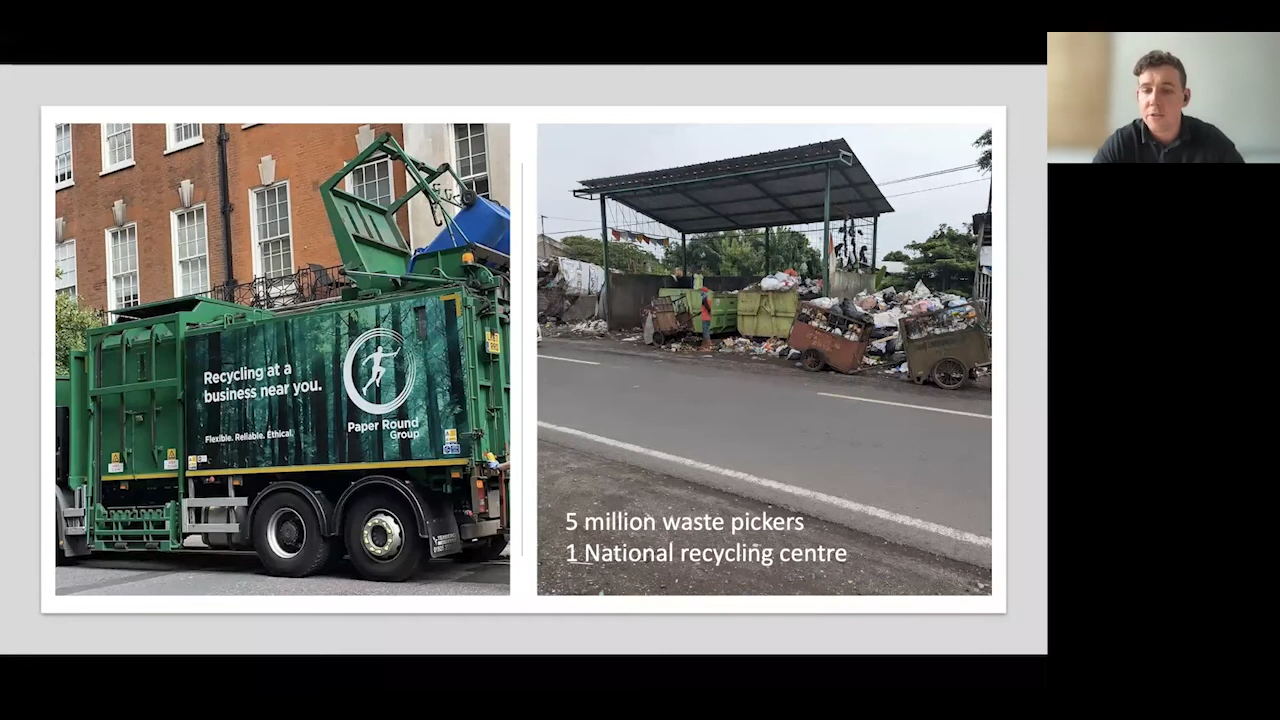 Recycling at a
business near you.
Flexible. Reliable. Ethical.
Paper Round
Group
5 million waste pickers
1 National recycling centre